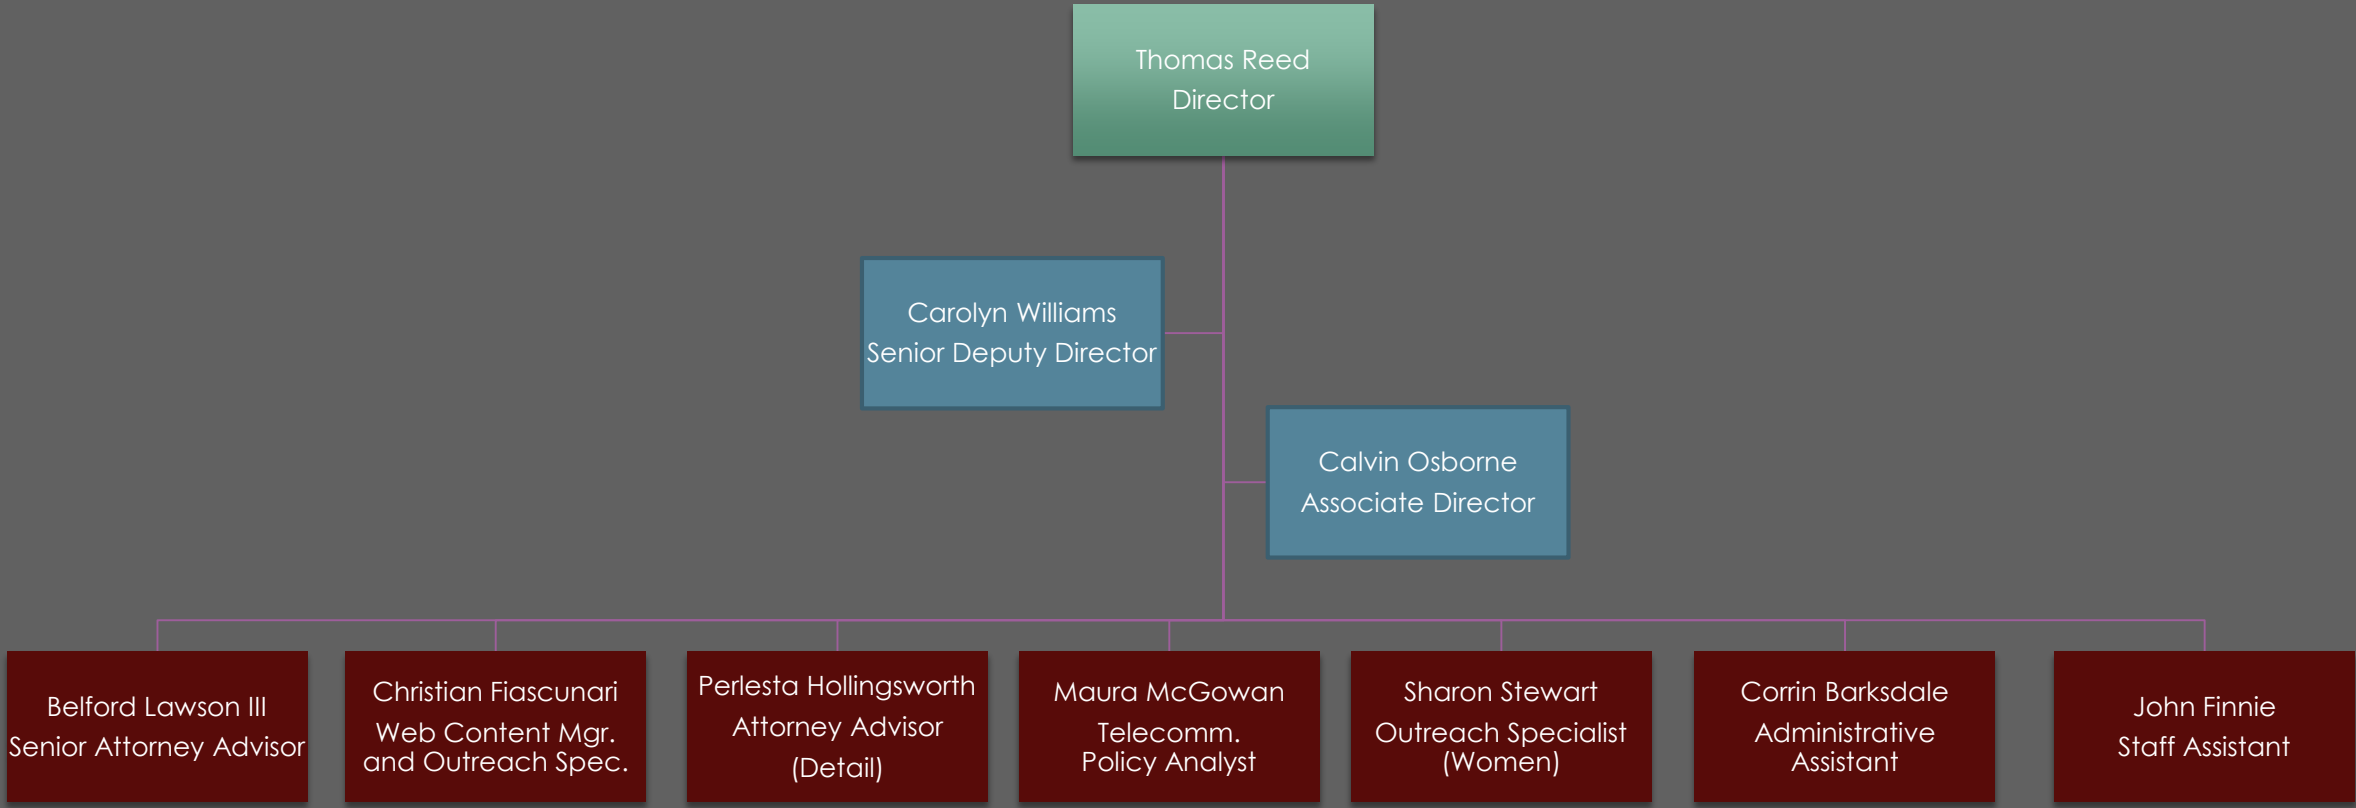 Thomas Reed
Director
Carolyn Williams
Senior Deputy Director
Calvin Osborne
Associate Director
Belford Lawson III
Senior Attorney Advisor
Christian Fiascunari
Web Content Mgr.
and Outreach Spec.
Perlesta Hollingsworth
Attorney Advisor
(Detail)
Maura McGowan
Telecomm.
Policy Analyst
Sharon Stewart
Outreach Specialist
(Women)
Corrin Barksdale
Administrative
Assistant
John Finnie
Staff Assistant